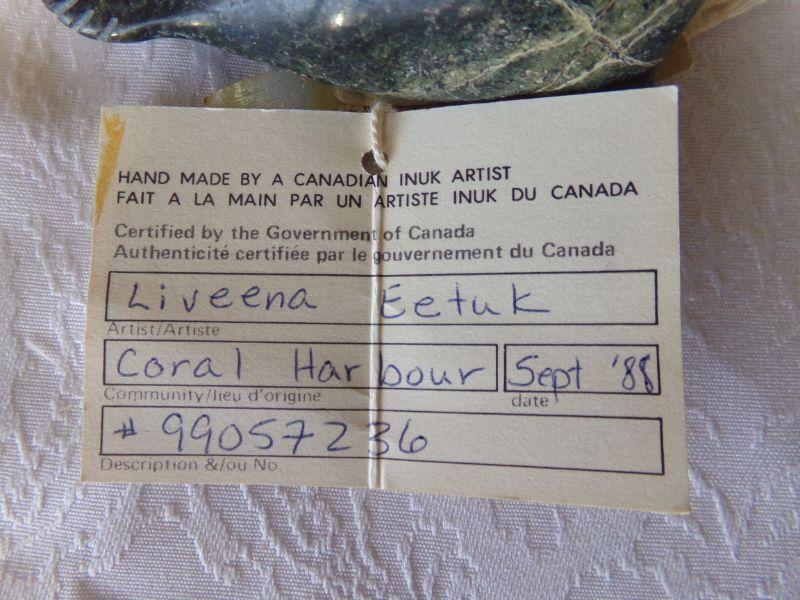 HAND MADE BY A CANADIAN INUK ARTIST
FAIT A LA MAIN PAR UN ARTISTE INUK DU CANADA
Certified by the Government of Canada
Authenticité certifiée par le gouvernement du Canada
Liveena Eetuk
Artist/Artiste
Coral Harbour Sept '88
Community/lieu d'origine date
# 99057236
Description &/ou No.